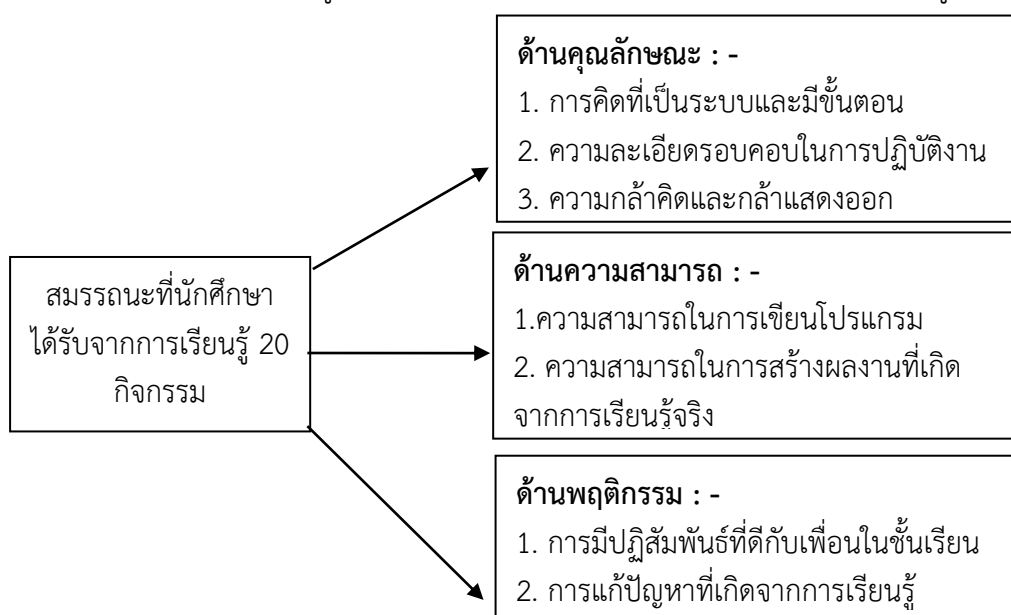 สมรรถนะที่นักศึกษา
ได้รับจากการเรียนรู้ 20
กิจกรรม
ด้านคุณลักษณะ : -
1. การคิดที่เป็นระบบและมีขั้นตอน
2. ความละเอียดรอบคอบในการปฏิบัติงาน
3. ความกล้าคิดและกล้าแสดงออก
ด้านความสามารถ : -
1.ความสามารถในการเขียนโปรแกรม
2. ความสามารถในการสร้างผลงานที่เกิด
จากการเรียนรู้จริง
ด้านพฤติกรรม : -
1. การมีปฏิสัมพันธ์ที่ดีกับเพื่อนในชั้นเรียน
2. การแก้ปัญหาที่เกิดจากการเรียนรู้